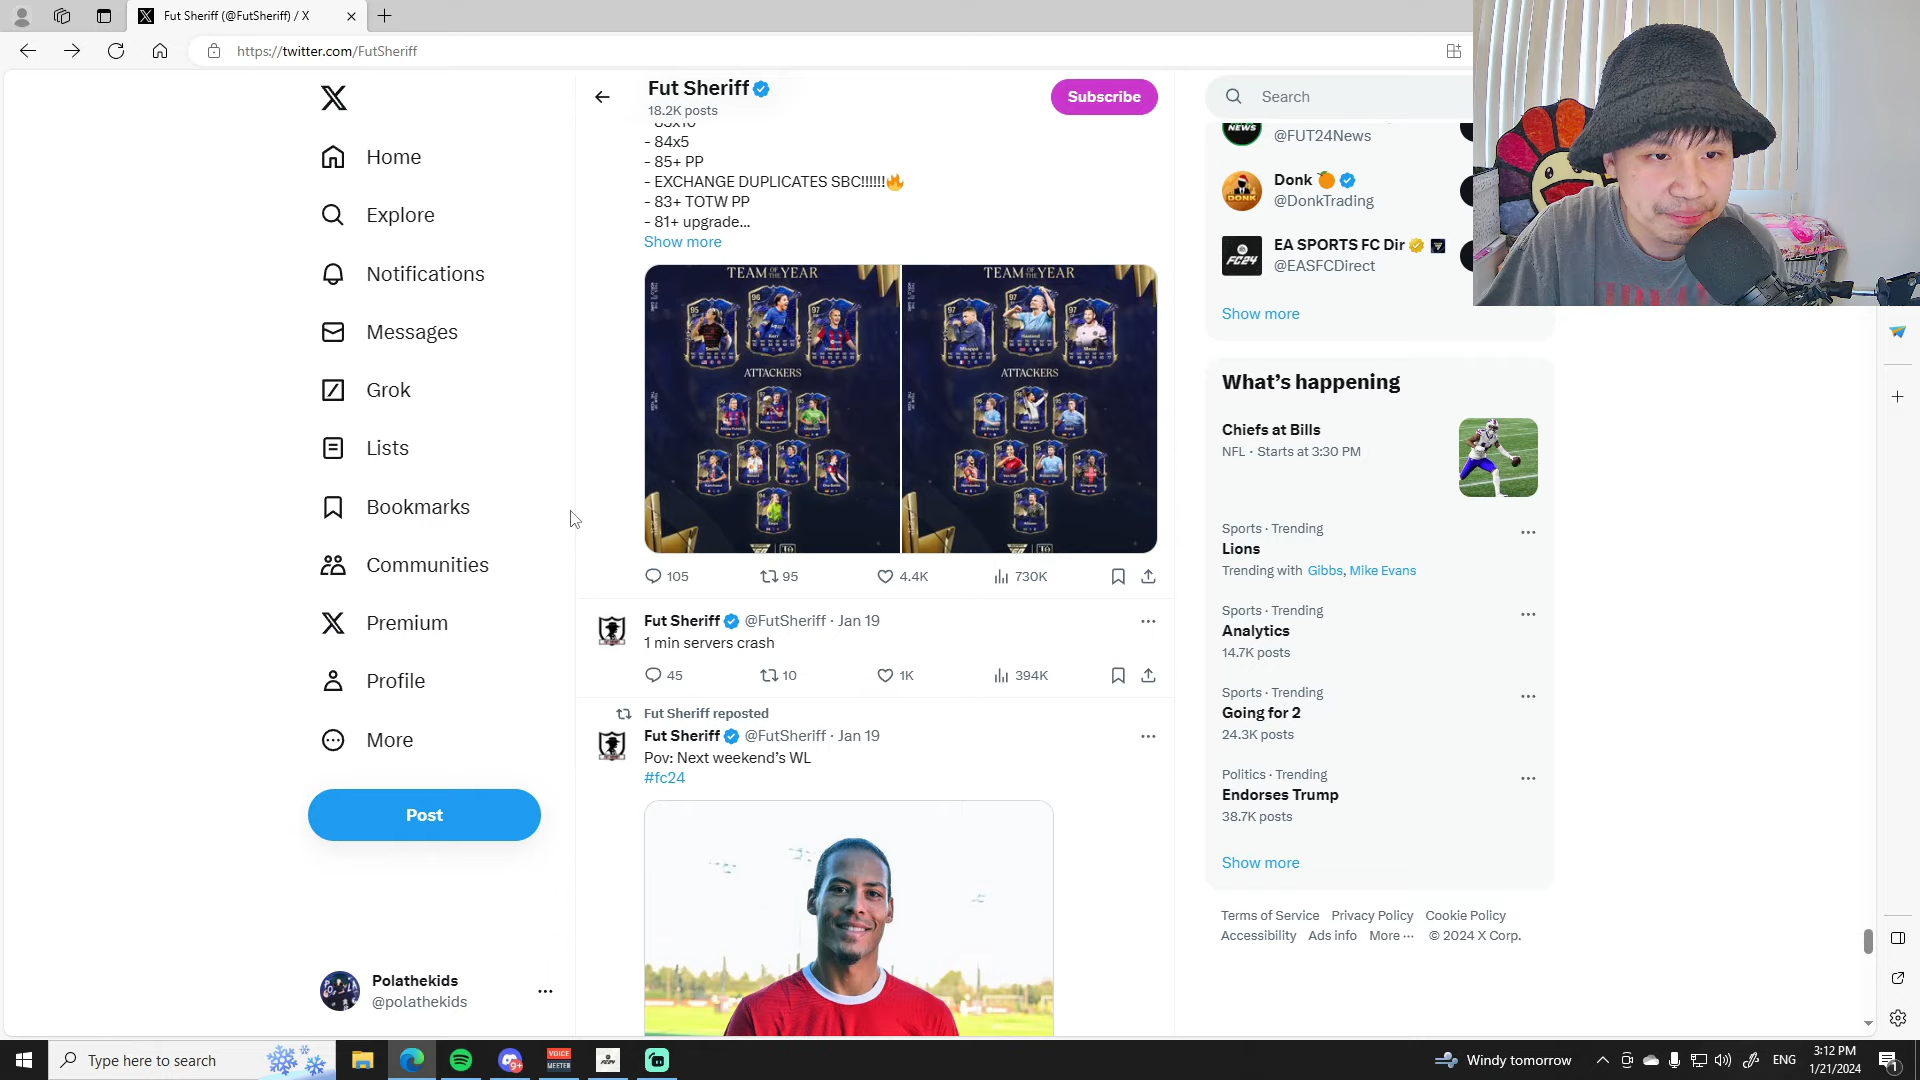 Fut Sheriff (@FutSheriff) / X
https://twitter.com/FutSheriff
Home
Explore
Notifications
Messages
Grok
Lists
Bookmarks
Communities
Premium
Profile
More
Post
Polathekids
@polathekids
Fut Sheriff
18.2K posts
Subscribe
- 84x5
- 85+ PP
- EXCHANGE DUPLICATES SBC!!!!!!🔥
- 83+ TOTW PP
- 81+ upgrade...
Show more
TEAM OF THE YEAR
ATTACKERS
TEAM OF THE YEAR
ATTACKERS
105 95 4.4K 730K
Fut Sheriff @FutSheriff · Jan 19
1 min servers crash
45 10 1K 394K
Fut Sheriff reposted
Fut Sheriff @FutSheriff · Jan 19
Pov: Next weekend’s WL
#fc24
Search
NEWS
@FUT24News
DONK
Donk 🍊
@DonkTrading
FC24
EA SPORTS FC Dir
@EASFCDirect
Show more
What’s happening
Chiefs at Bills
NFL · Starts at 3:30 PM
Sports · Trending
Lions
Trending with Gibbs, Mike Evans
Sports · Trending
Analytics
14.7K posts
Sports · Trending
Going for 2
24.3K posts
Politics · Trending
Endorses Trump
38.7K posts
Show more
Terms of Service Privacy Policy Cookie Policy
Accessibility Ads info More ··· © 2024 X Corp.
Type here to search
VOICE
MEETER
9+
Windy tomorrow
ENG
3:12 PM
1/21/2024
1